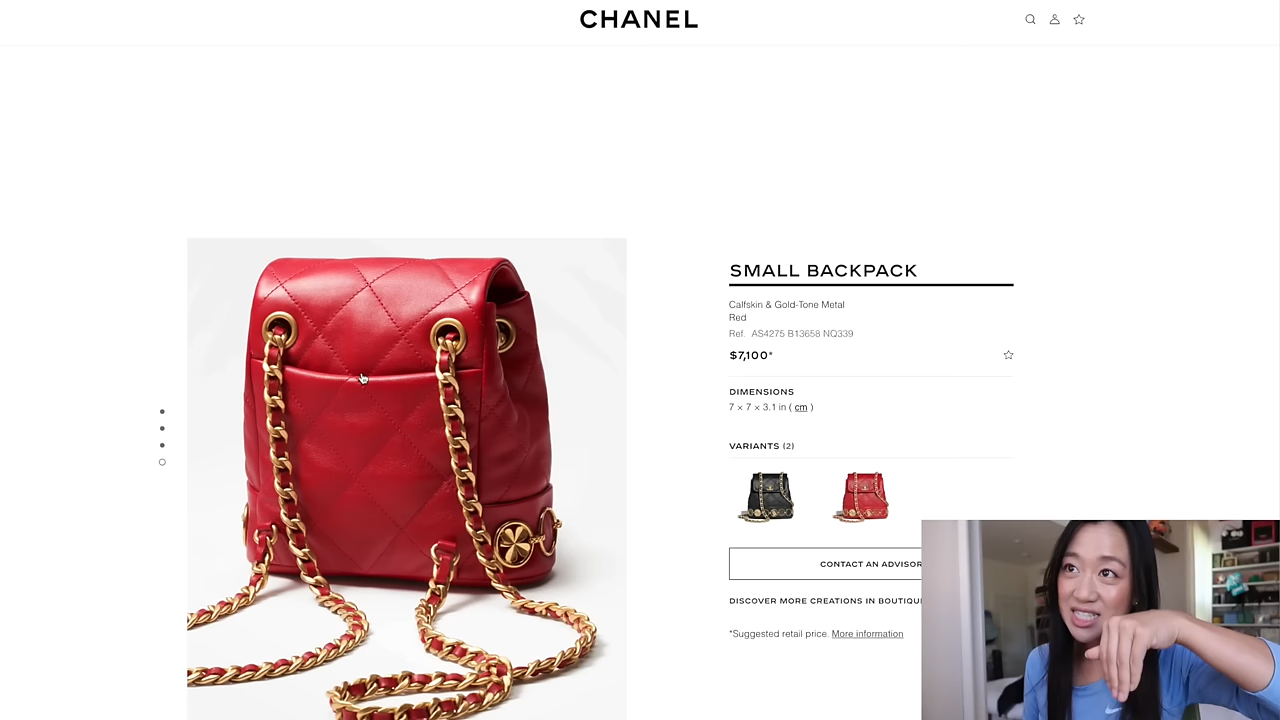 CHANEL
SMALL BACKPACK
Calfskin & Gold-Tone Metal
Red
Ref. AS4275 B13658 NQ339
$7,100*
DIMENSIONS
7 × 7 × 3.1 in ( cm )
VARIANTS (2)
CONTACT AN ADVISOR
DISCOVER MORE CREATIONS IN
*Suggested retail price. More information